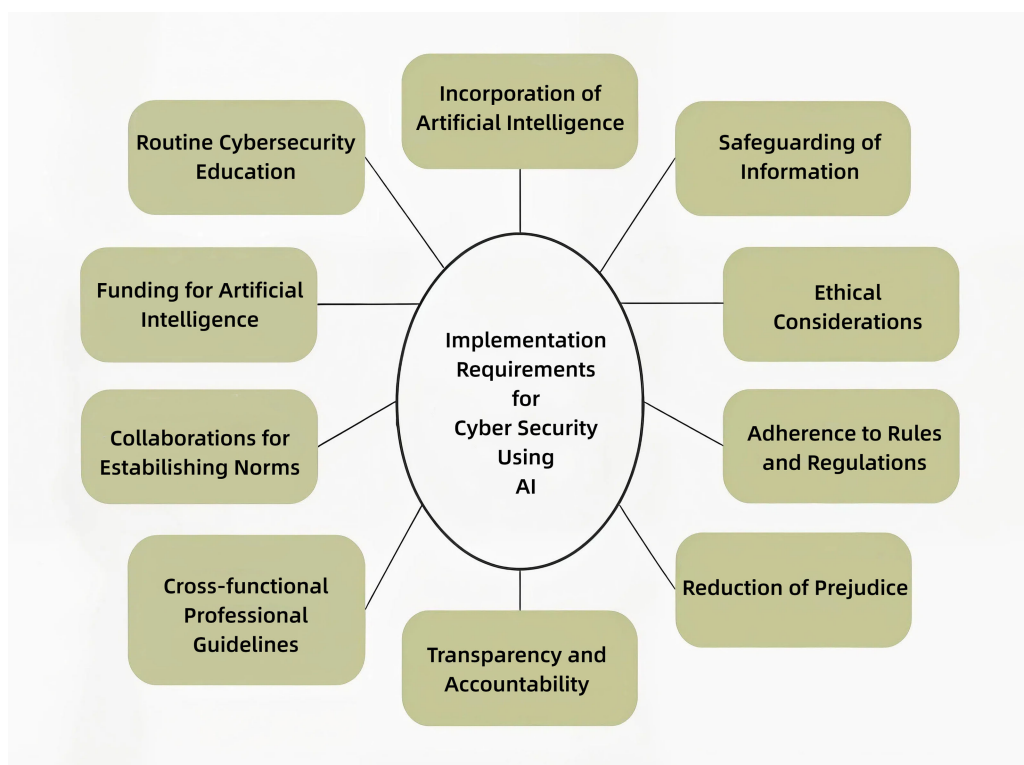 Incorporation of
Artificial Intelligence
Routine Cybersecurity
Education
Safeguarding of
Information
Funding for Artificial
Intelligence
Ethical
Considerations
Implementation
Requirements
for
Cyber Security
Using
AI
Collaborations for
Estabilishing Norms
Adherence to Rules
and Regulations
Cross-functional
Professional
Guidelines
Reduction of Prejudice
Transparency and
Accountability